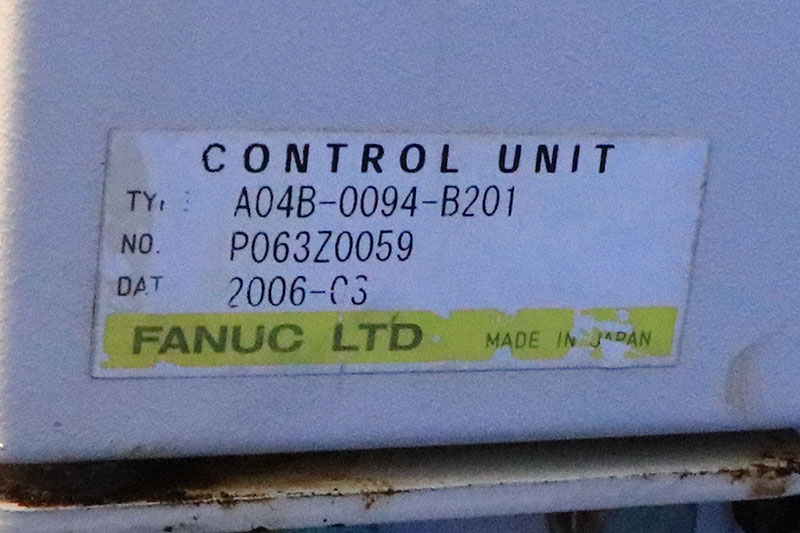 CONTROL UNIT
TY A04B-0094-B201
NO. P063Z0059
DAT 2006-03
FANUC LTD MADE IN JAPAN